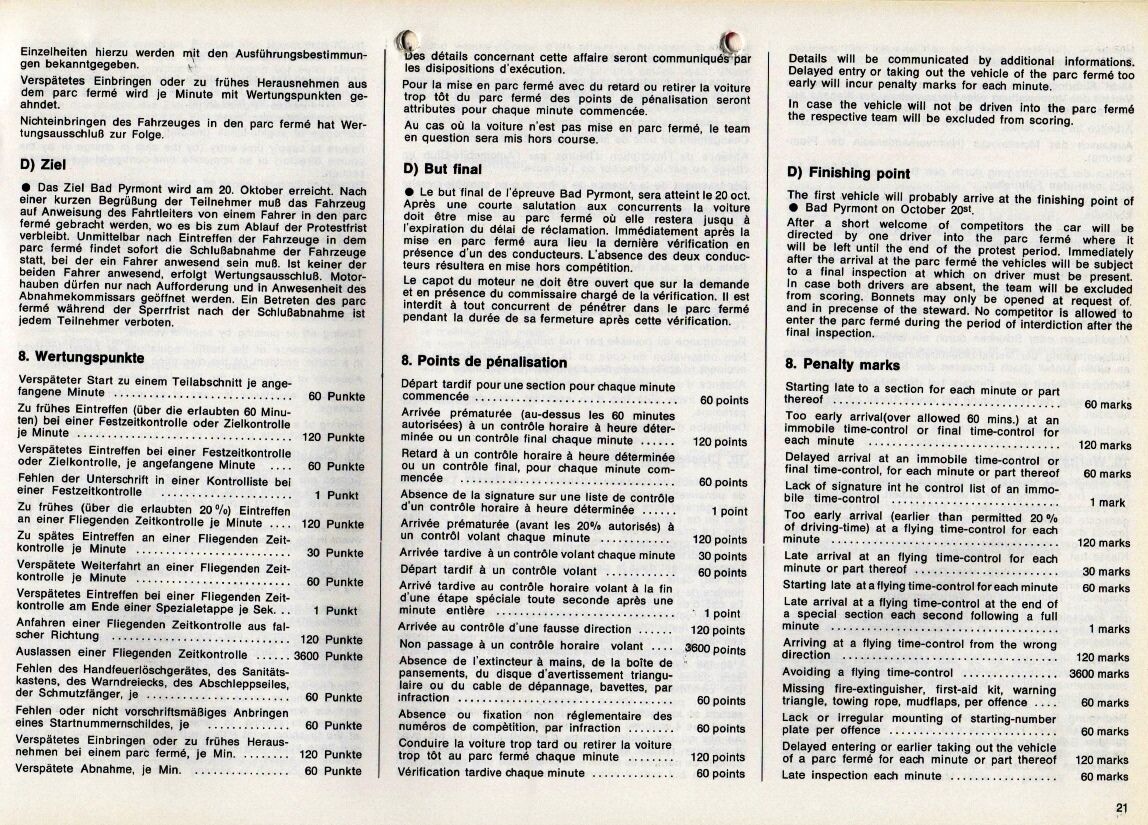 Einzelheiten hierzu werden mit den Ausführungsbestimmun-
gen bekanntgegeben.
Verspätetes Einbringen oder zu frühes Herausnehmen aus
dem parc fermé wird je Minute mit Wertungspunkten ge-
ahndet.
Nichteinbringen des Fahrzeuges in den parc fermé hat Wer-
tungsausschluß zur Folge.
D) Ziel
● Das Ziel Bad Pyrmont wird am 20. Oktober erreicht. Nach
einer kurzen Begrüßung der Teilnehmer muß das Fahrzeug
auf Anweisung des Fahrtleiters von einem Fahrer in den parc
fermé gebracht werden, wo es bis zum Ablauf der Protestfrist
verbleibt. Unmittelbar nach Eintreffen der Fahrzeuge in dem
parc fermé findet sofort die Schlußabnahme der Fahrzeuge
statt, bei der ein Fahrer anwesend sein muß. Ist keiner der
beiden Fahrer anwesend, erfolgt Wertungsausschluß. Motor-
hauben dürfen nur nach Aufforderung und in Anwesenheit des
Abnahmekommissars geöffnet werden. Ein Betreten des parc
fermé während der Sperrfrist nach der Schlußabnahme ist
jedem Teilnehmer verboten.
8. Wertungspunkte
Verspäteter Start zu einem Teilabschnitt je ange-
fangene Minute ........................ 60 Punkte
Zu frühes Eintreffen (über die erlaubten 60 Minu-
ten) bei einer Festzeitkontrolle oder Zielkontrolle
je Minute ............................ 120 Punkte
Verspätetes Eintreffen bei einer Festzeitkontrolle
oder Zielkontrolle, je angefangene Minute .... 60 Punkte
Fehlen der Unterschrift in einer Kontrolliste bei
einer Festzeitkontrolle .................. 1 Punkt
Zu frühes (über die erlaubten 20 %) Eintreffen
an einer Fliegenden Zeitkontrolle je Minute .... 120 Punkte
Zu spätes Eintreffen an einer Fliegenden Zeit-
kontrolle je Minute ...................... 30 Punkte
Verspätete Weiterfahrt an einer Fliegenden Zeit-
kontrolle je Minute ...................... 60 Punkte
Verspätetes Eintreffen bei einer Fliegenden Zeit-
kontrolle am Ende einer Spezialetappe je Sek. .. 1 Punkt
Anfahren einer Fliegenden Zeitkontrolle aus fal-
scher Richtung ........................ 120 Punkte
Auslassen einer Fliegenden Zeitkontrolle ...... 3600 Punkte
Fehlen des Handfeuerlöschgerätes, des Sanitäts-
kastens, des Warndreiecks, des Abschleppseiles,
der Schmutzfänger, je .................... 60 Punkte
Fehlen oder nicht vorschriftsmäßiges Anbringen
eines Startnummernschildes, je ............ 60 Punkte
Verspätetes Einbringen oder zu frühes Heraus-
nehmen bei einem parc fermé, je Min. ........ 120 Punkte
Verspätete Abnahme, je Min. .............. 60 Punkte
Des détails concernant cette affaire seront communiqués par
les disipositions d'exécution.
Pour la mise en parc fermé avec du retard ou retirer la voiture
trop tôt du parc fermé des points de pénalisation seront
attributes pour chaque minute commencée.
Au cas où la voiture n'est pas mise en parc fermé, le team
en question sera mis hors course.
D) But final
● Le but final de l'épreuve Bad Pyrmont, sera atteint le 20 oct.
Après une courte salutation aux concurrents la voiture
doit être mise au parc fermé où elle restera jusqu à
l'expiration du délai de réclamation. Immédiatement après la
mise en parc fermé aura lieu la dernière vérification en
présence d'un des conducteurs. L'absence des deux conduc-
teurs résultera en mise hors compétition.
Le capot du moteur ne doit être ouvert que sur la demande
et en présence du commissaire chargé de la vérification. Il est
interdit à tout concurrent de pénétrer dans le parc fermé
pendant la durée de sa fermeture après cette vérification.
8. Points de pénalisation
Départ tardif pour une section pour chaque minute
commencée ............................ 60 points
Arrivée prématurée (au-dessus les 60 minutes
autorisées) à un contrôle horaire à heure déter-
minée ou un contrôle final chaque minute ...... 120 points
Retard à un contrôle horaire à heure déterminée
ou un contrôle final, pour chaque minute com-
mencée .............................. 60 points
Absence de la signature sur une liste de contrôle
d'un contrôle horaire à heure déterminée ...... 1 point
Arrivée prématurée (avant les 20% autorisés) à
un contrôl volant chaque minute ............ 120 points
Arrivée tardive à un contrôle volant chaque minute 30 points
Départ tardif à un contrôle volant ............ 60 points
Arrivé tardive au contrôle horaire volant à la fin
d'une étape spéciale toute seconde après une
minute entière .......................... 1 point
Arrivée au contrôle d'une fausse direction ...... 120 points
Non passage à un contrôle horaire volant .... 3600 points
Absence de l'extincteur à mains, de la boîte de
pansements, du disque d'avertissement triangu-
laire ou du cable de dépannage, bavettes, par
infraction .............................. 60 points
Absence ou fixation non réglementaire des
numéros de compétition, par infraction ........ 60 points
Conduire la voiture trop tard ou retirer la voiture
trop tôt au parc fermé chaque minute ........ 120 points
Vérification tardive chaque minute ............ 60 points
Details will be communicated by additional informations.
Delayed entry or taking out the vehicle of the parc fermé too
early will incur penalty marks for each minute.
In case the vehicle will not be driven into the parc fermé
the respective team will be excluded from scoring.
D) Finishing point
The first vehicle will probably arrive at the finishing point of
● Bad Pyrmont on October 20st.
After a short welcome of competitors the car will be
directed by one driver into the parc fermé where it
will be left until the end of the protest period. Immediately
after the arrival at the parc fermé the vehicles will be subject
to a final inspection at which on driver must be present.
In case both drivers are absent, the team will be excluded
from scoring. Bonnets may only be opened at request of
and in precense of the steward. No competitor is allowed to
enter the parc fermé during the period of interdiction after the
final inspection.
8. Penalty marks
Starting late to a section for each minute or part
thereof .............................. 60 marks
Too early arrival(over allowed 60 mins.) at an
immobile time-control or final time-control for
each minute .......................... 120 marks
Delayed arrival at an immobile time-control or
final time-control, for each minute or part thereof 60 marks
Lack of signature int he control list of an immo-
bile time-control ........................ 1 mark
Too early arrival (earlier than permitted 20 %
of driving-time) at a flying time-control for each
minute .............................. 120 marks
Late arrival at an flying time-control for each
minute or part thereof .................... 30 marks
Starting late at a flying time-control for each minute 60 marks
Late arrival at a flying time-control at the end of
a special section each second following a full
minute .............................. 1 marks
Arriving at a flying time-control from the wrong
direction .............................. 120 marks
Avoiding a flying time-control .............. 3600 marks
Missing fire-extinguisher, first-aid kit, warning
triangle, towing rope, mudflaps, per offence .... 60 marks
Lack or irregular mounting of starting-number
plate per offence ........................ 60 marks
Delayed entering or earlier taking out the vehicle
of a parc fermé for each minute or part thereof 120 marks
Late inspection each minute ................ 60 marks
21